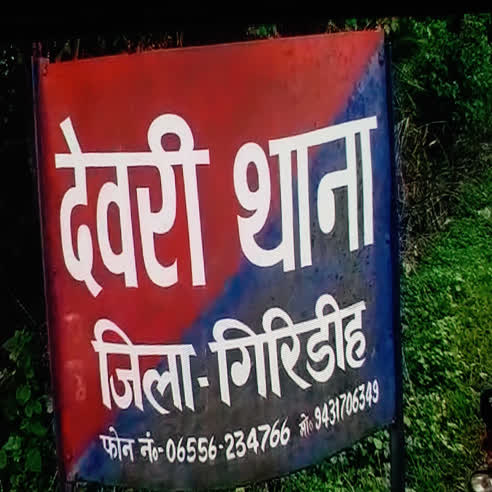 देवरी थाना
जिला-गिरिडीह
फोन नं०-06556-234766 मो० 9431706349